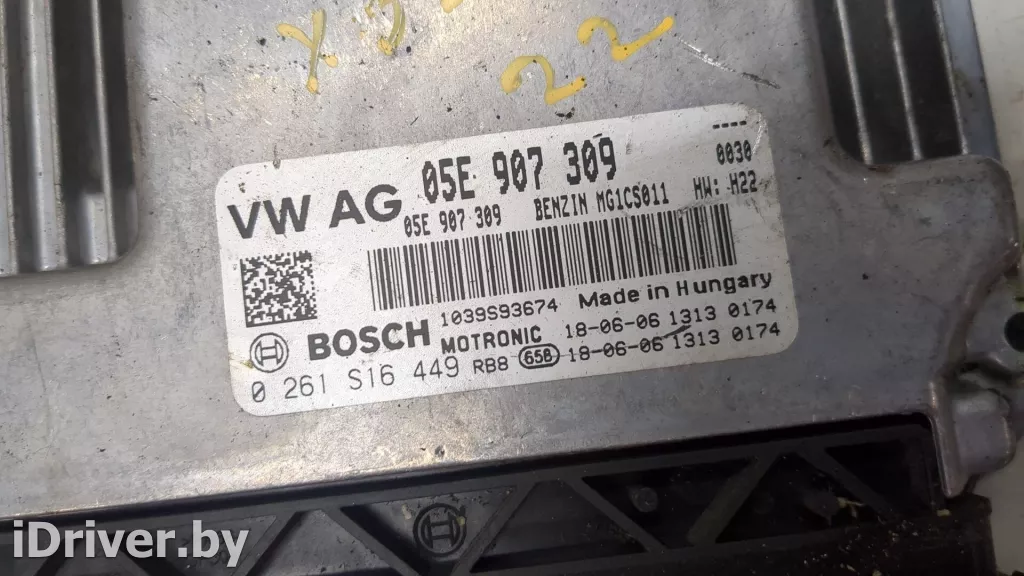 22
----
VW AG 05E 907 309 0030
05E 907 309 BENZIN MG1CS011 HW: H22
1039S93674 Made in Hungary
BOSCH MOTRONIC 18-06-06 1313 0174
0 261 S16 449 RB8 658 18-06-06 1313 0174
iDriver.by